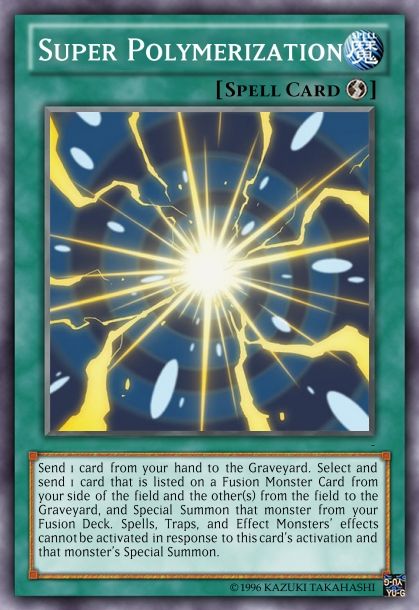 Super Polymerization
魔
[Spell Card]
Send 1 card from your hand to the Graveyard. Select and
send 1 card that is listed on a Fusion Monster Card from
your side of the field and the other(s) from the field to the
Graveyard, and Special Summon that monster from your
Fusion Deck. Spells, Traps, and Effect Monsters' effects
cannot be activated in response to this card's activation and
that monster's Special Summon.
©1996 KAZUKI TAKAHASHI
YU-G